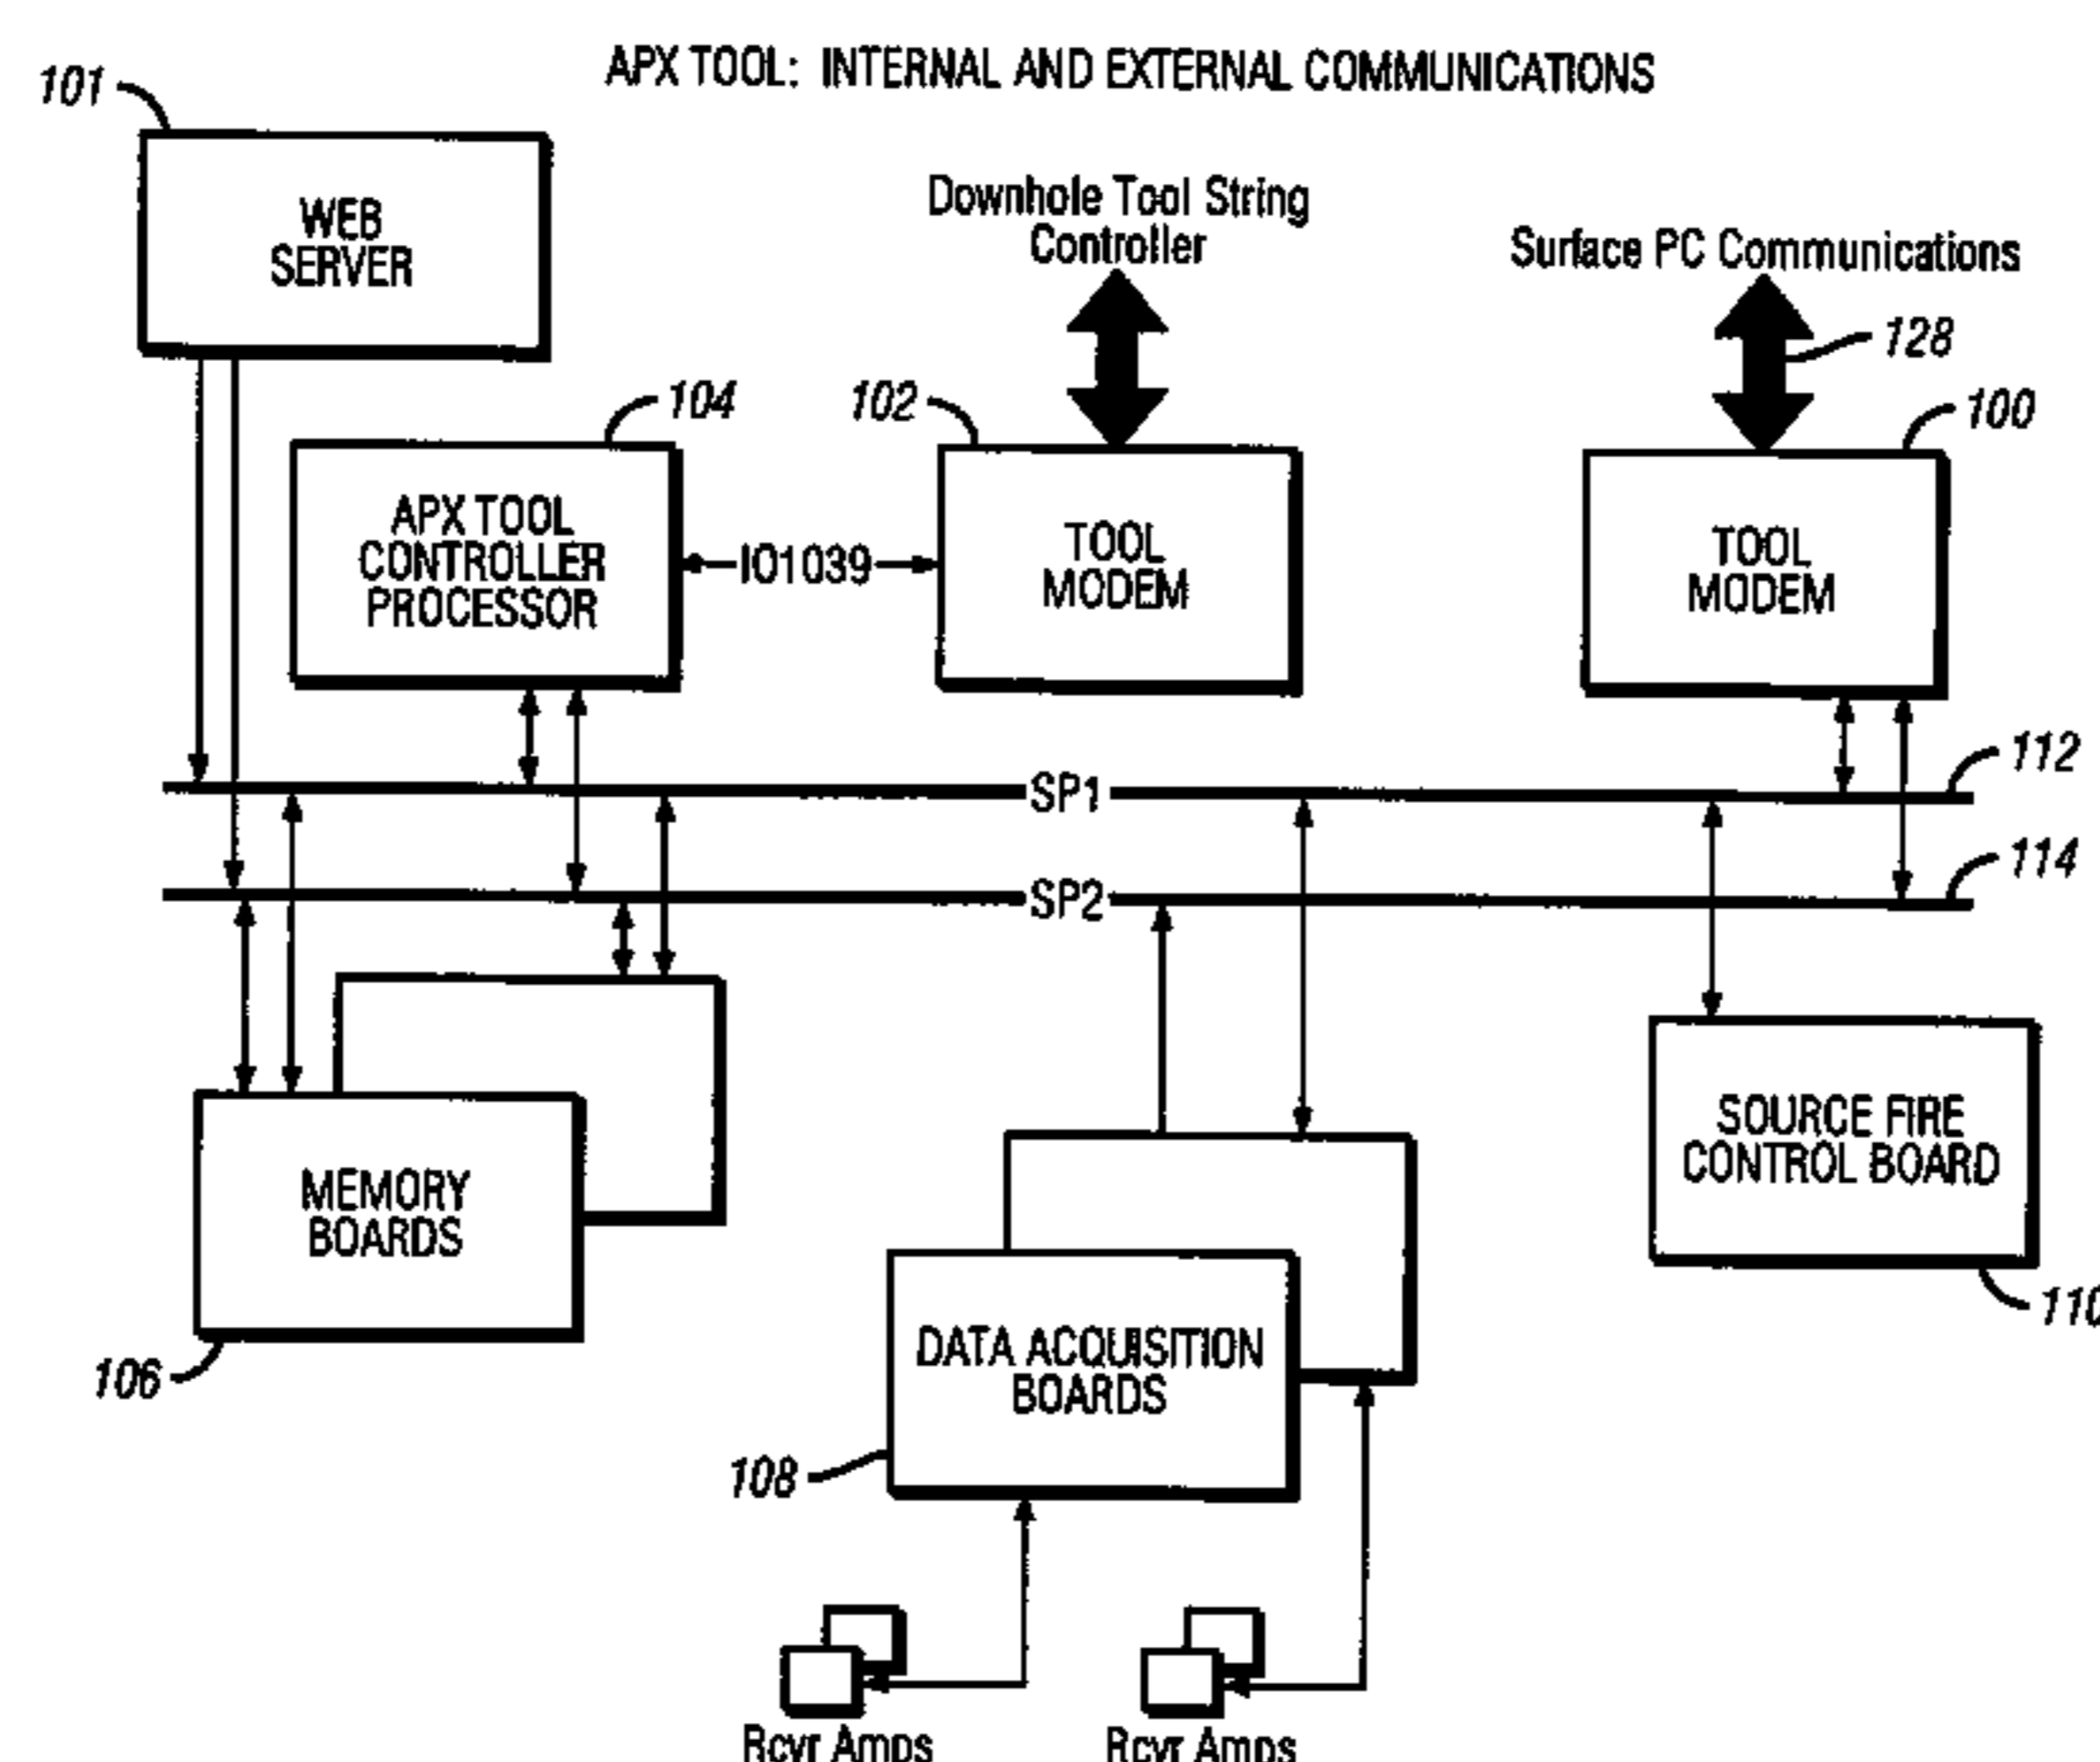 APX TOOL: INTERNAL AND EXTERNAL COMMUNICATIONS
101
WEB
SERVER
Downhole Tool String
Controller
Surface PC Communications
128
104
102
100
APX TOOL
CONTROLLER
PROCESSOR
IO1039
TOOL
MODEM
TOOL
MODEM
112
SP1
114
SP2
MEMORY
BOARDS
106
SOURCE FIRE
CONTROL BOARD
110
DATA ACQUISITION
BOARDS
108
Rcvr Amps
Rcvr Amps